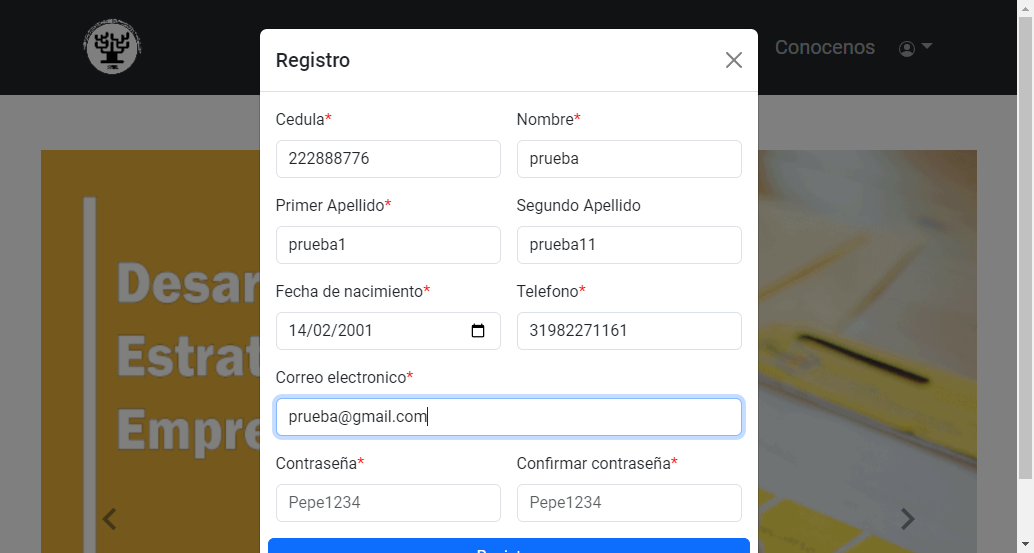 Conocenos
Registro
Cedula* Nombre*
222888776 prueba
Primer Apellido* Segundo Apellido
prueba1 prueba11
Fecha de nacimiento* Telefono*
14/02/2001 31982271161
Correo electronico*
prueba@gmail.com
Contraseña* Confirmar contraseña*
Pepe1234 Pepe1234
Desar
Estrat
Empre